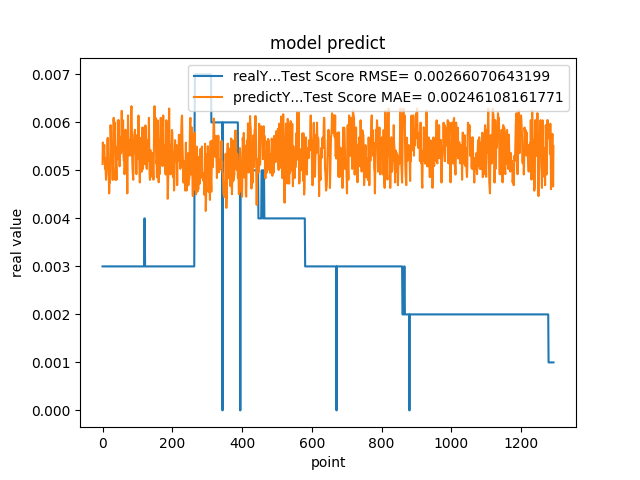 model predict
realY...Test Score RMSE= 0.00266070643199
predictY...Test Score MAE= 0.00246108161771
0.007
0.006
0.005
0.004
0.003
0.002
0.001
0.000
real value
0 200 400 600 800 1000 1200
point